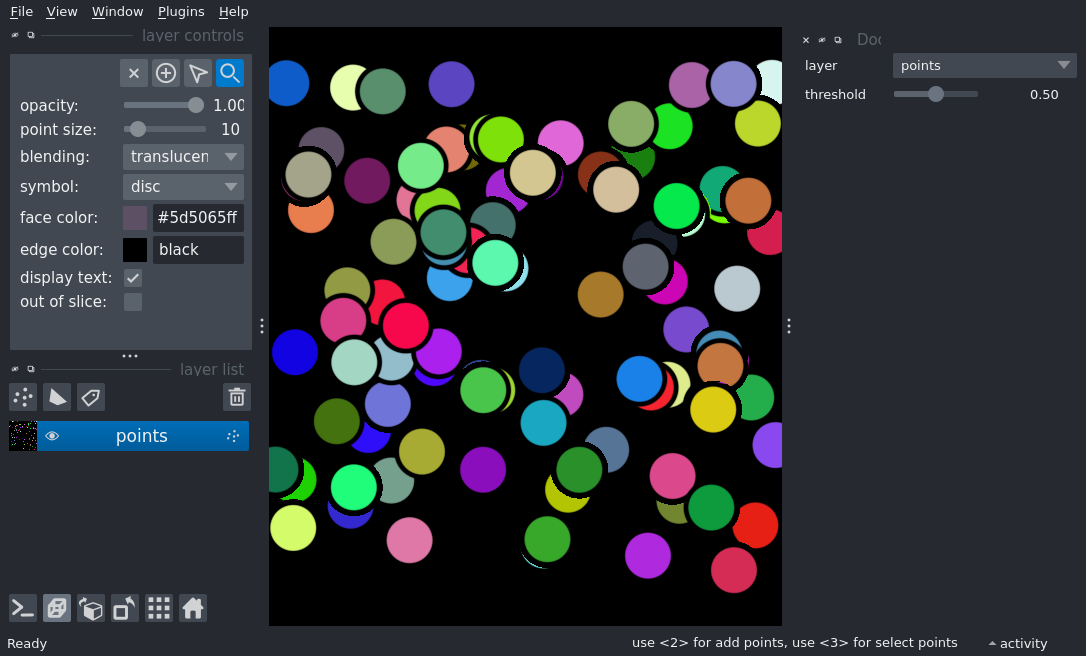 File View Window Plugins Help
layer controls
opacity: 1.00
point size: 10
blending: translucen
symbol: disc
face color: #5d5065ff
edge color: black
display text:
out of slice:
layer list
points
Doc
layer points
threshold 0.50
Ready
use <2> for add points, use <3> for select points
activity